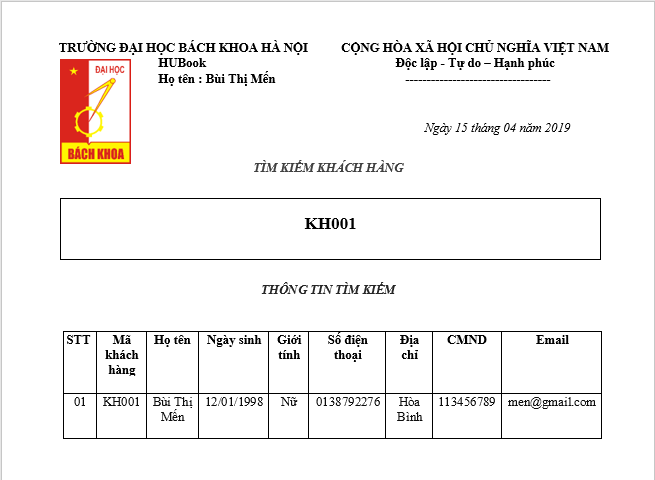 TRƯỜNG ĐẠI HỌC BÁCH KHOA HÀ NỘI
HUBook
Họ tên : Bùi Thị Mến
CỘNG HÒA XÃ HỘI CHỦ NGHĨA VIỆT NAM
Độc lập - Tự do – Hạnh phúc
----------------------------------
ĐẠI HỌC
BÁCH KHOA
Ngày 15 tháng 04 năm 2019
TÌM KIẾM KHÁCH HÀNG
KH001
THÔNG TIN TÌM KIẾM
STT Mã khách hàng Họ tên Ngày sinh Giới tính Số điện thoại Địa chỉ CMND Email
01 KH001 Bùi Thị Mến 12/01/1998 Nữ 0138792276 Hòa Bình 113456789 men@gmail.com